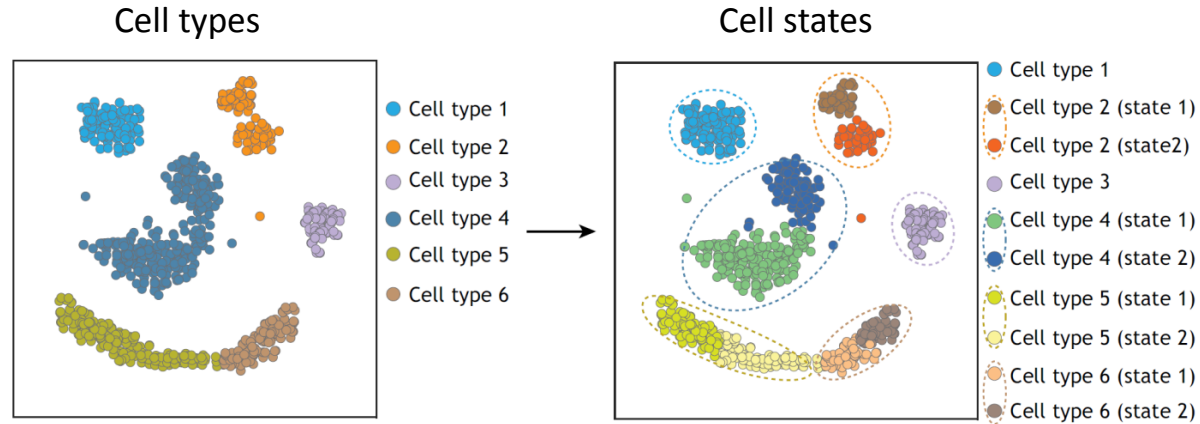 Cell types
Cell states
Cell type 1
Cell type 2
Cell type 3
Cell type 4
Cell type 5
Cell type 6
Cell type 1
Cell type 2 (state 1)
Cell type 2 (state2)
Cell type 3
Cell type 4 (state 1)
Cell type 4 (state 2)
Cell type 5 (state 1)
Cell type 5 (state 2)
Cell type 6 (state 1)
Cell type 6 (state 2)